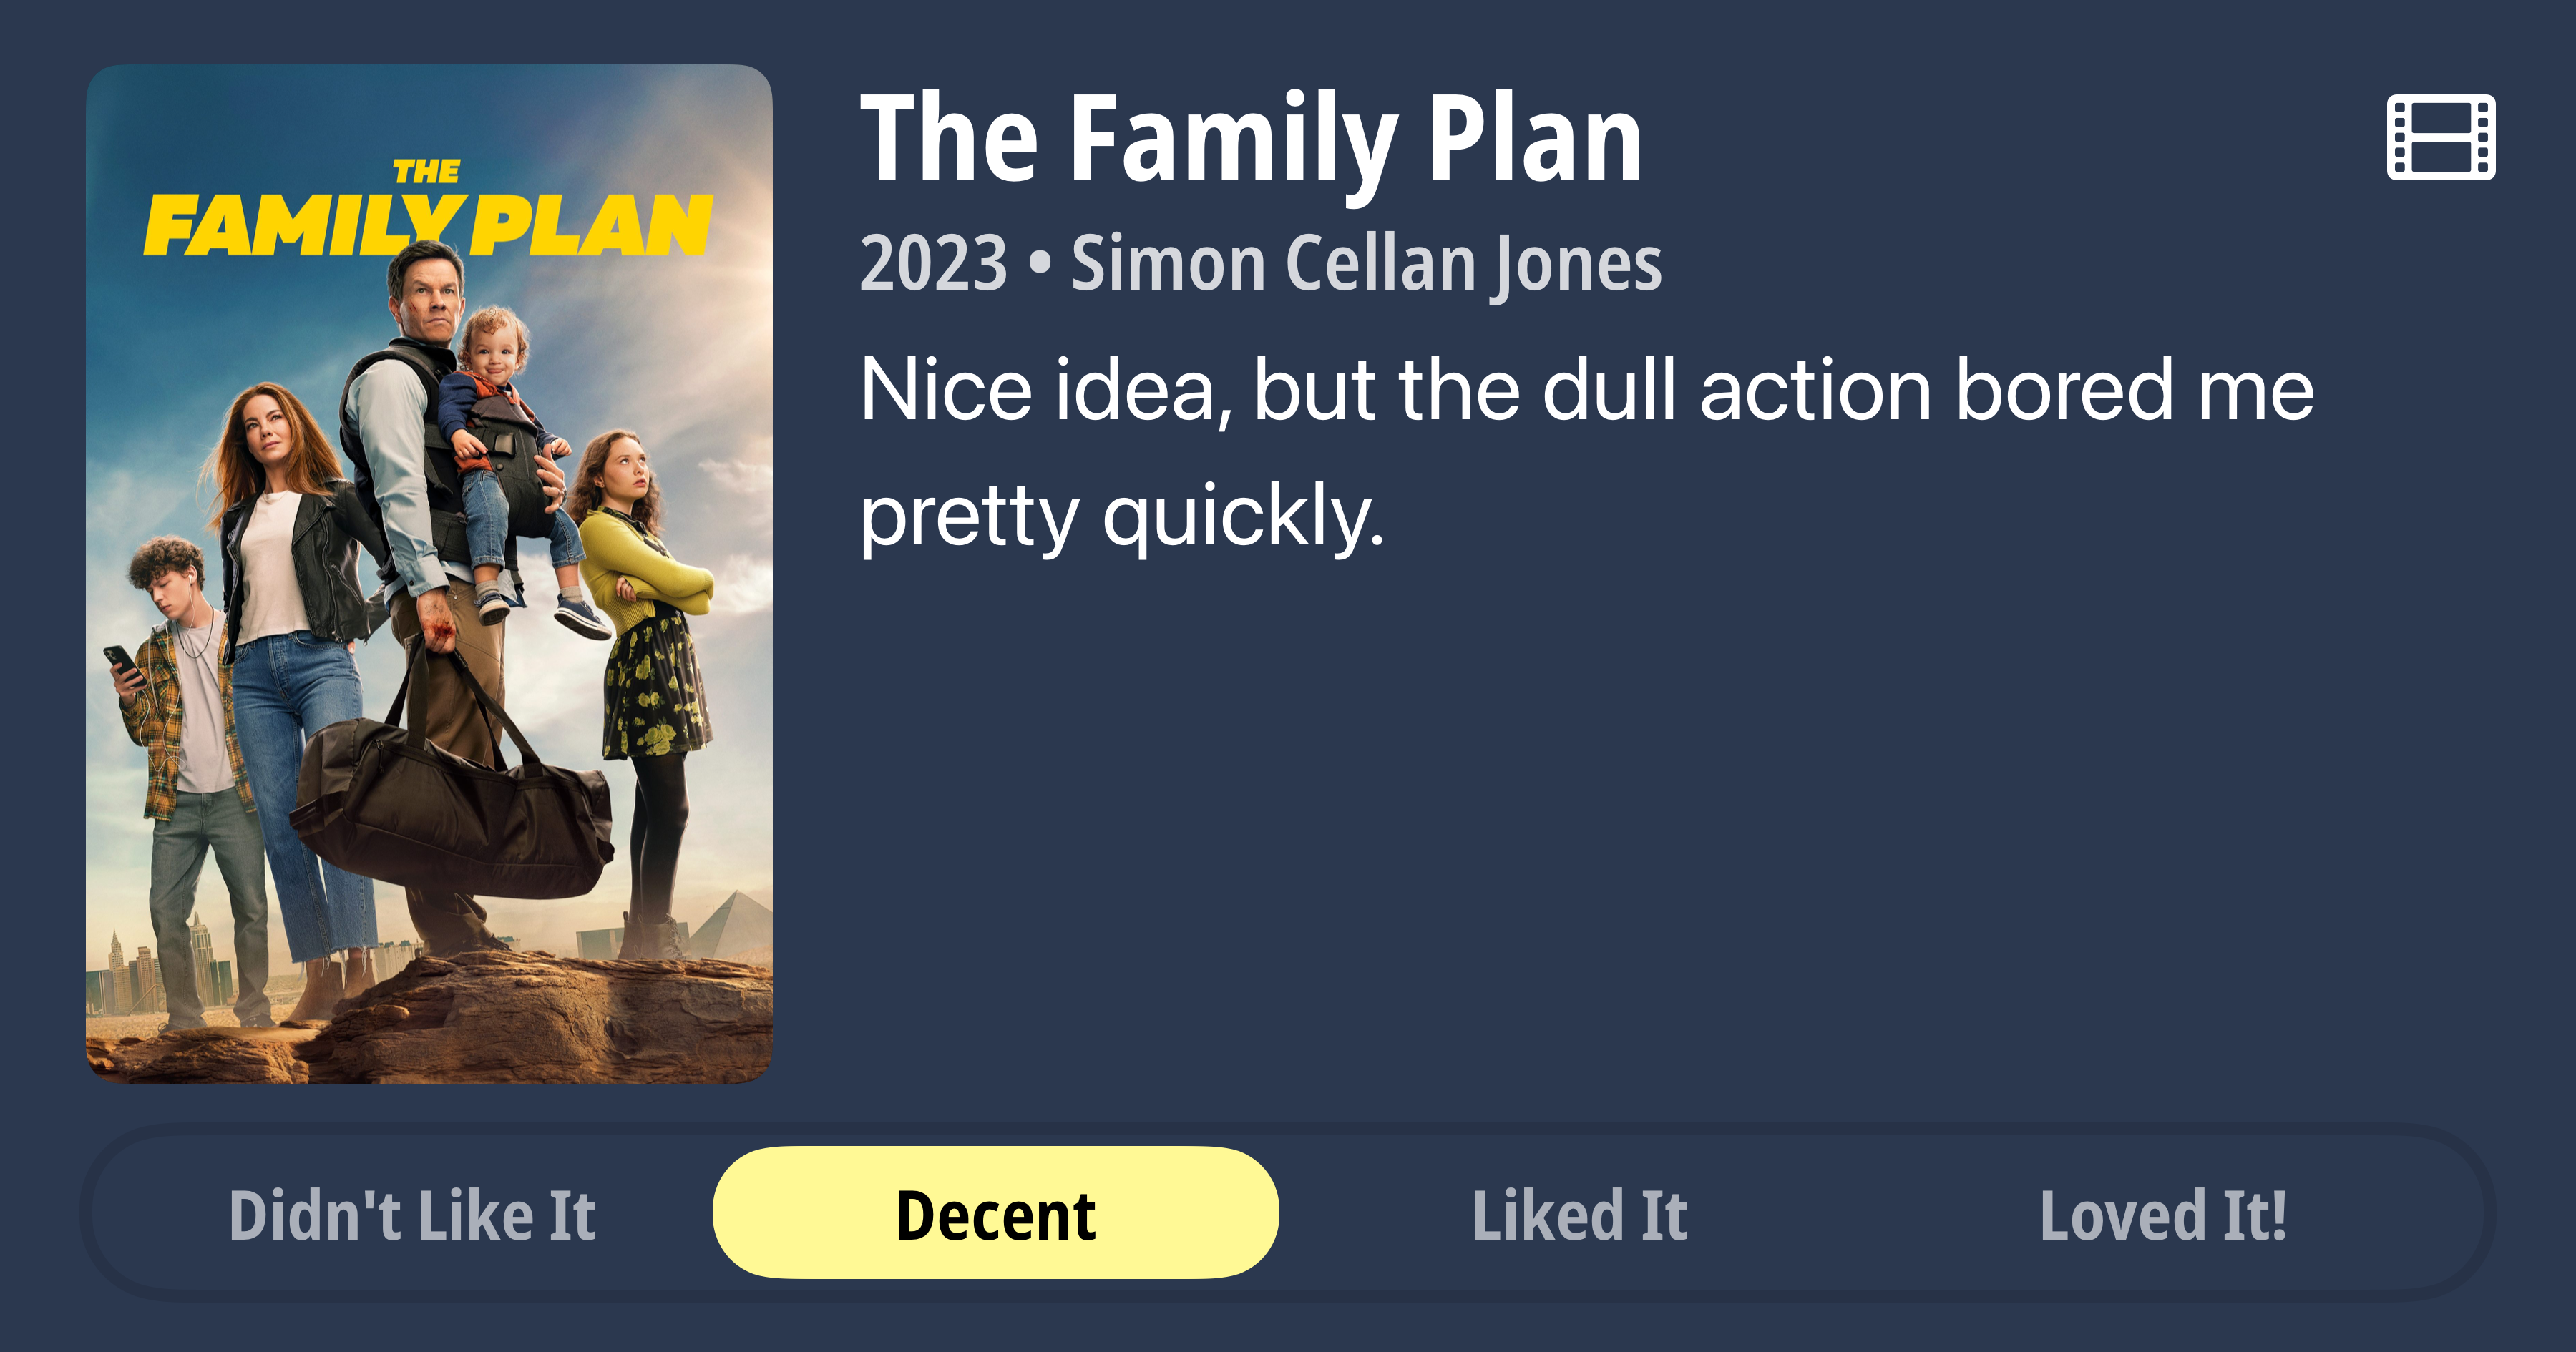 THE
FAMILY PLAN
The Family Plan
2023 • Simon Cellan Jones
Nice idea, but the dull action bored me
pretty quickly.
Didn't Like It
Decent
Liked It
Loved It!